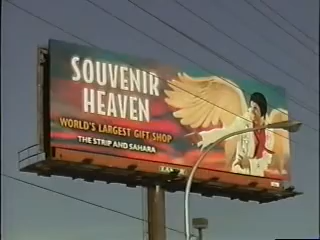 SOUVENIR
HEAVEN
WORLD'S LARGEST GIFT SHOP
THE STRIP AND SAHARA